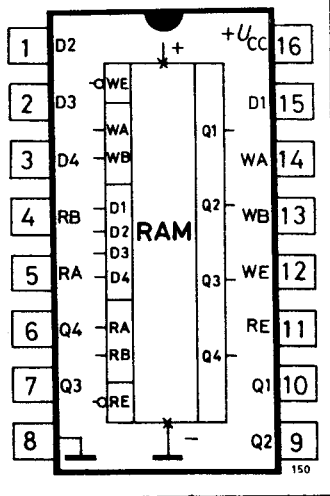 1 D2 + +UCC 16
WE
2 D3 D1 15
WA Q1
3 D4 WB WA 14
D1 Q2
4 RB D2 RAM WB 13
D3
5 RA D4 Q3 WE 12
6 Q4 RA RE 11
RB Q4
7 Q3 RE Q1 10
8 − Q2 9
150